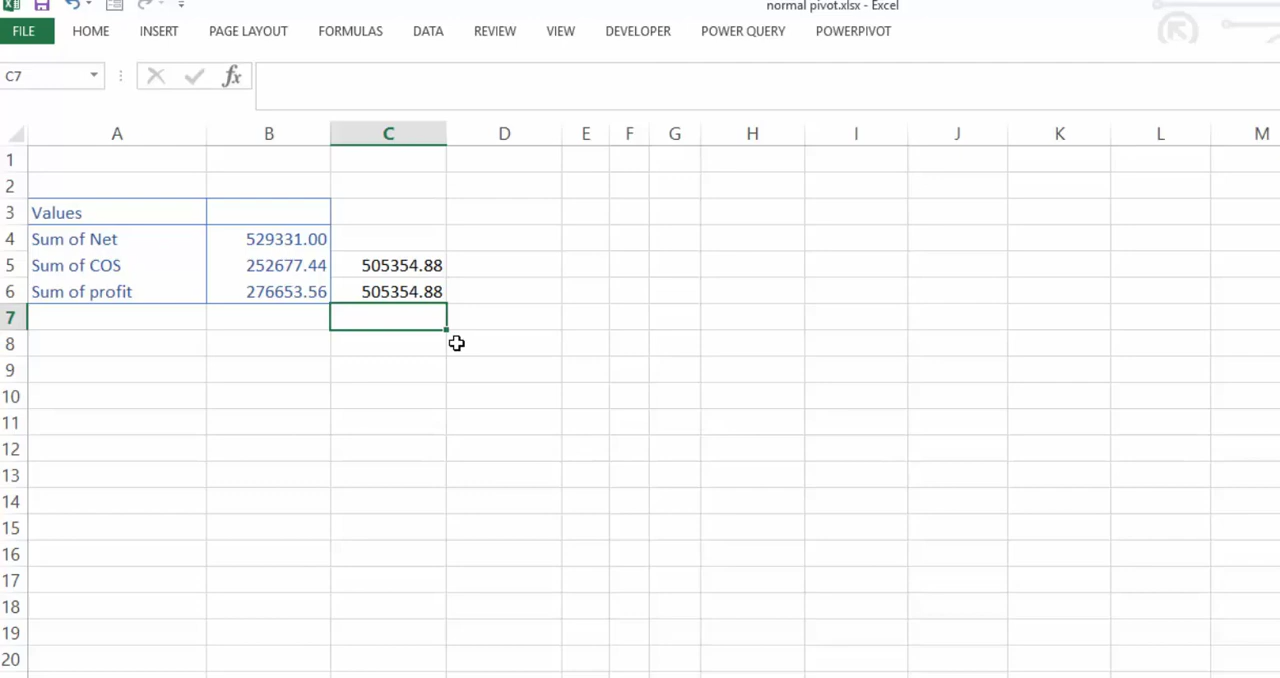 normal pivot.xlsx - Excel
FILE HOME INSERT PAGE LAYOUT FORMULAS DATA REVIEW VIEW DEVELOPER POWER QUERY POWERPIVOT
C7 fx
A B C D E F G H I J K L M
1
2
3 Values
4 Sum of Net 529331.00
5 Sum of COS 252677.44 505354.88
6 Sum of profit 276653.56 505354.88
7
8
9
10
11
12
13
14
15
16
17
18
19
20